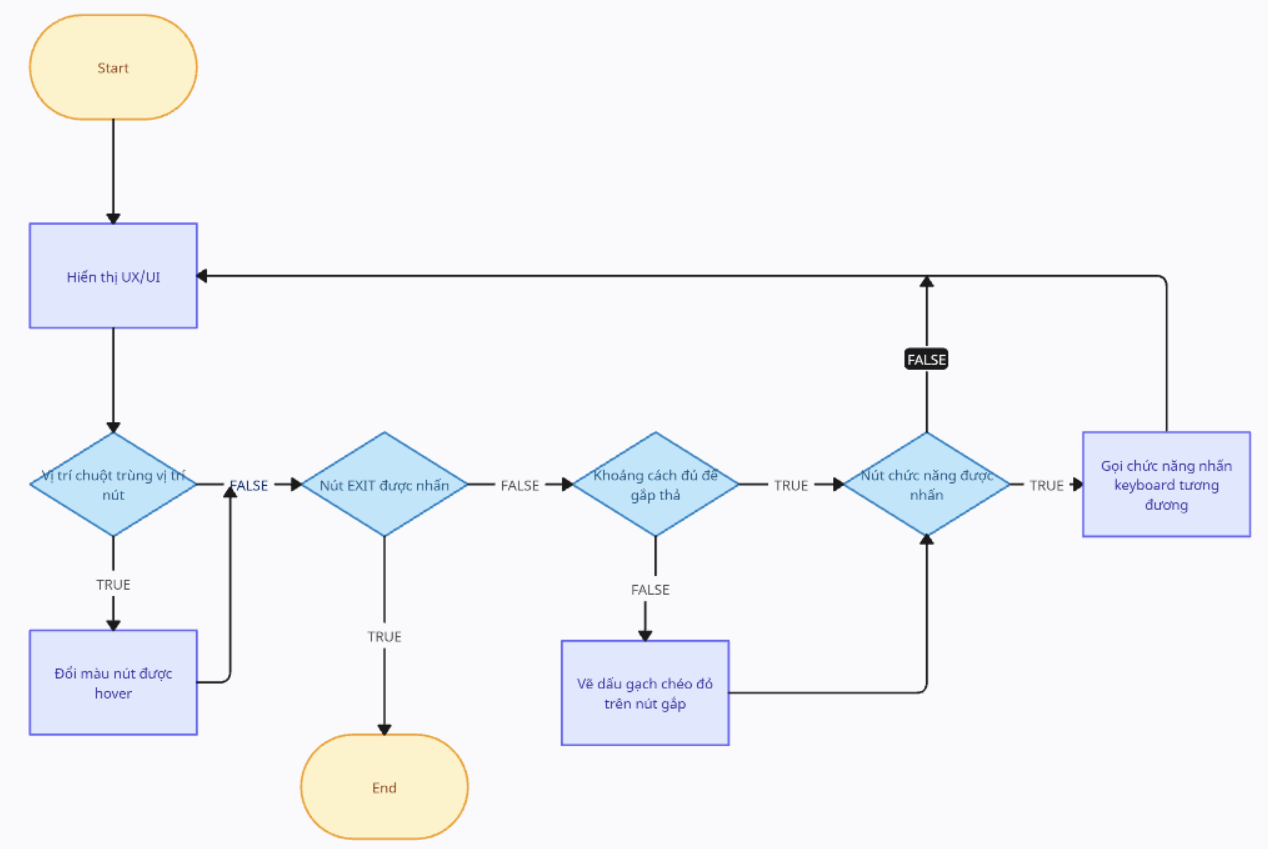 Start
Hiển thị UX/UI
FALSE
Vị trí chuột trùng vị trí
nút
FALSE
Nút EXIT được nhấn
FALSE
Khoảng cách đủ để
gắp thả
TRUE
Nút chức năng được
nhấn
TRUE
Gọi chức năng nhấn
keyboard tương
đương
TRUE
FALSE
TRUE
Đổi màu nút được
hover
Vẽ dấu gạch chéo đỏ
trên nút gắp
End